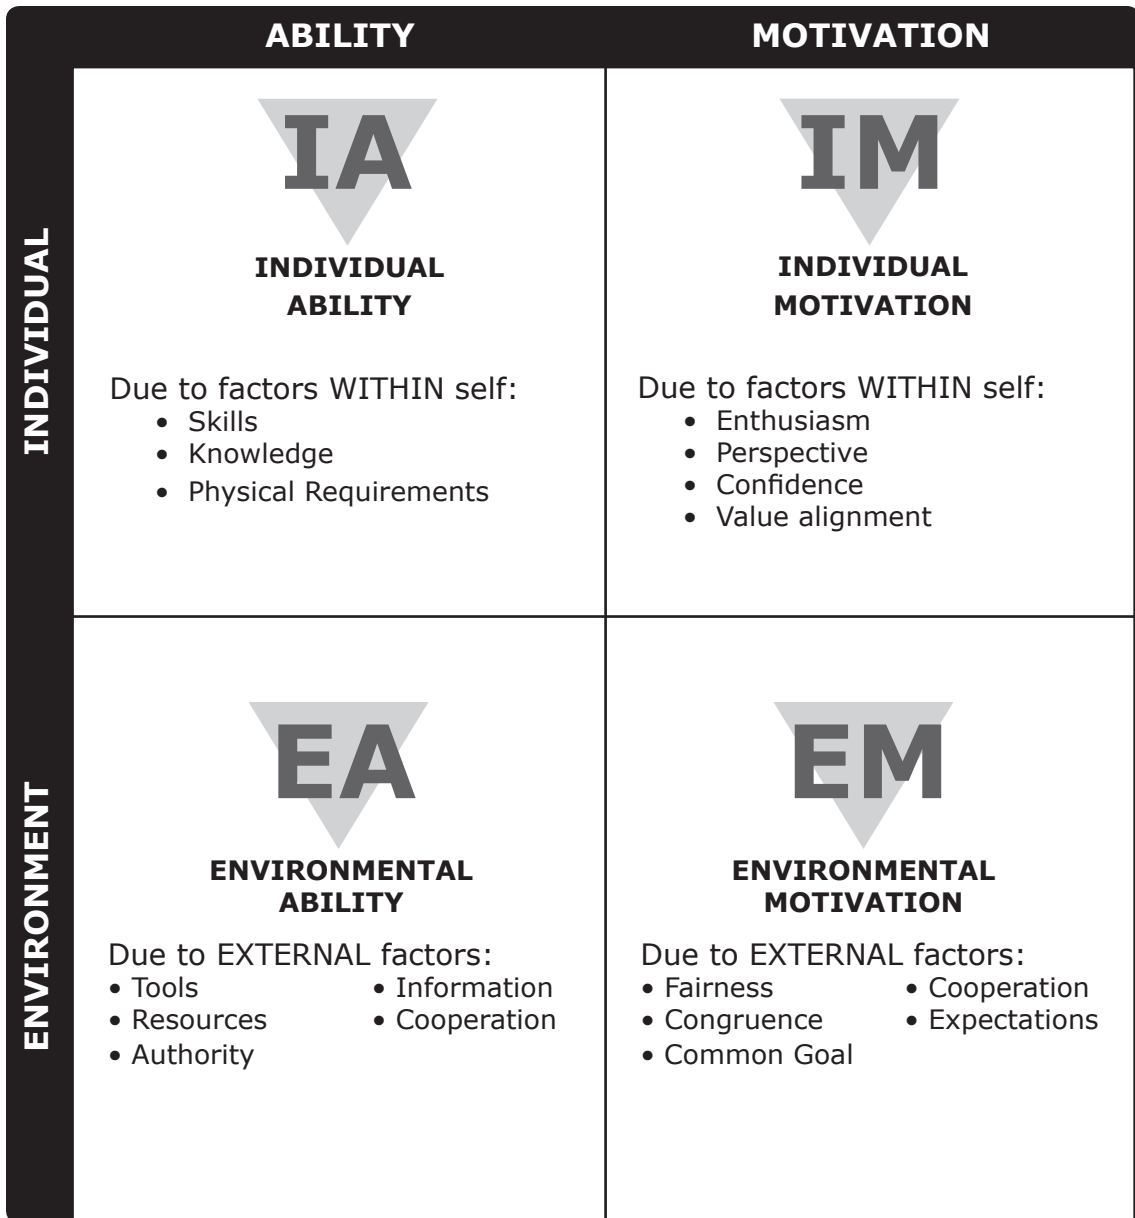 ABILITY
MOTIVATION
INDIVIDUAL
IA
INDIVIDUAL
ABILITY
Due to factors WITHIN self:
• Skills
• Knowledge
• Physical Requirements
IM
INDIVIDUAL
MOTIVATION
Due to factors WITHIN self:
• Enthusiasm
• Perspective
• Confidence
• Value alignment
ENVIRONMENT
EA
ENVIRONMENTAL
ABILITY
Due to EXTERNAL factors:
• Tools
• Resources
• Authority
• Information
• Cooperation
EM
ENVIRONMENTAL
MOTIVATION
Due to EXTERNAL factors:
• Fairness
• Congruence
• Common Goal
• Cooperation
• Expectations